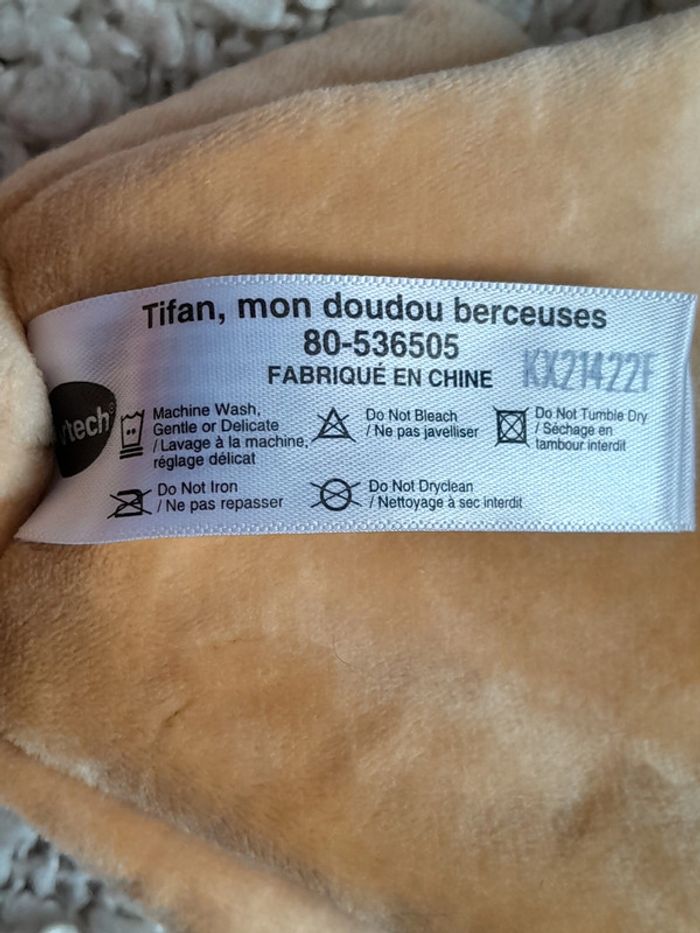 Tifan, mon doudou berceuses
80-536505
FABRIQUÉ EN CHINE
KX21422F
vtech®
Machine Wash,
Gentle or Delicate
/ Lavage à la machine,
réglage délicat
Do Not Bleach
/ Ne pas javelliser
Do Not Tumble Dry
/ Séchage en
tambour interdit
Do Not Iron
/ Ne pas repasser
Do Not Dryclean
/ Nettoyage à sec interdit